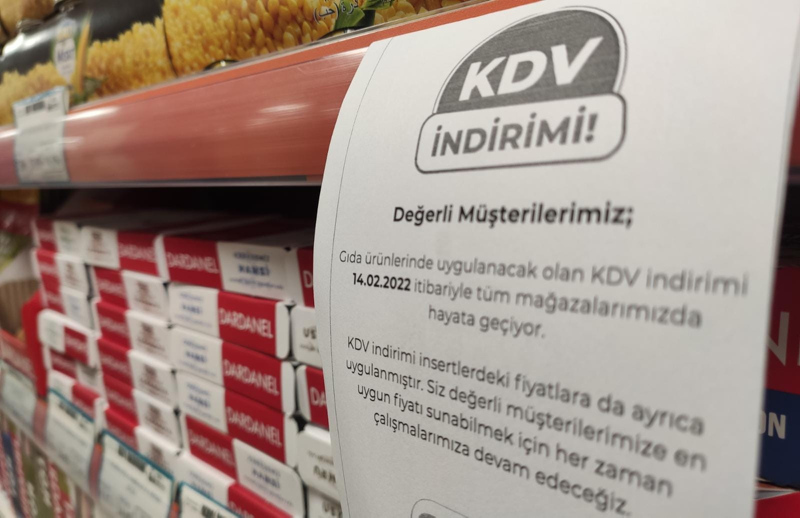 KDV
İNDİRİMİ!
Değerli Müşterilerimiz;
Gıda ürünlerinde uygulanacak olan KDV indirimi
14.02.2022 itibariyle tüm mağazalarımızda
hayata geçiyor.
KDV indirimi insertlerdeki fiyatlara da ayrıca
uygulanmıştır. Siz değerli müşterilerimize en
uygun fiyatı sunabilmek için her zaman
çalışmalarımıza devam edeceğiz.
DARDANEL
DARDANEL
DARDANEL
DARDANEL
DARDANEL
DARDANEL